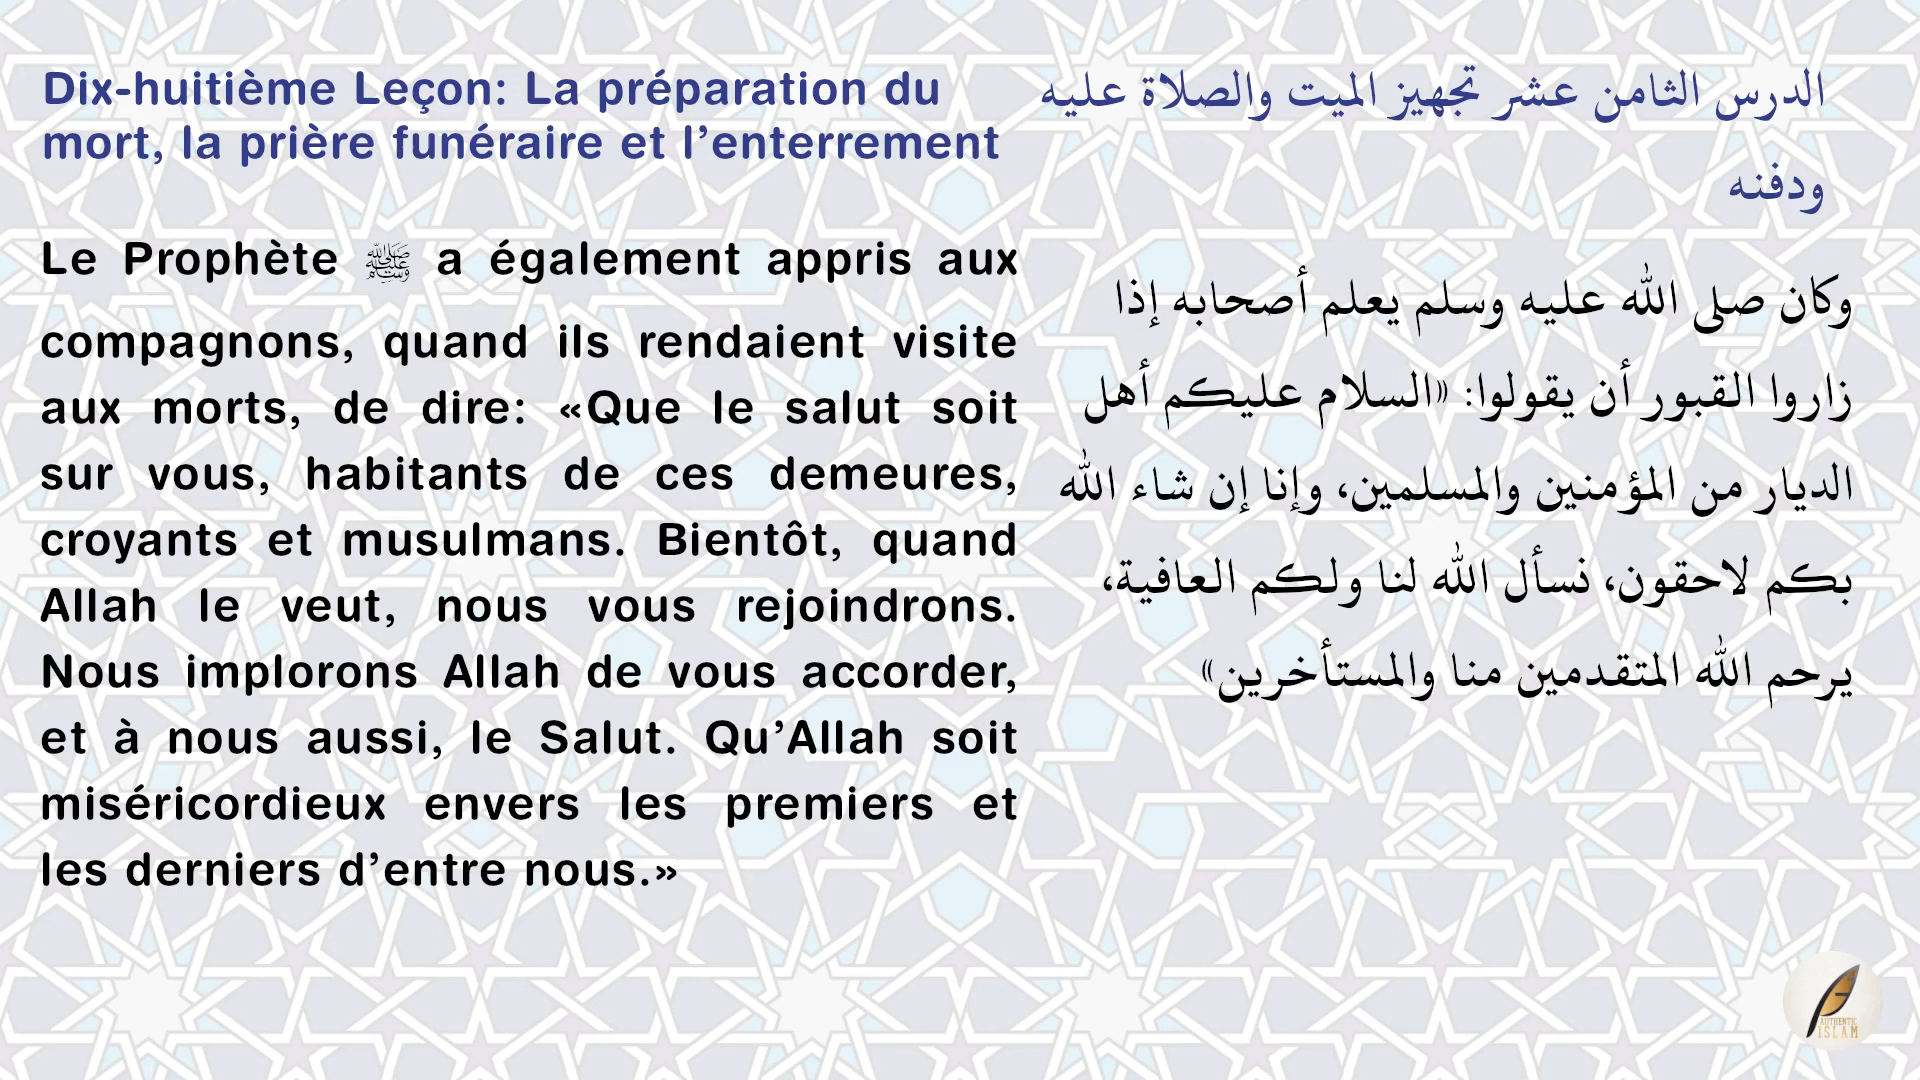 Dix-huitième Leçon: La préparation du
mort, la prière funéraire et l’enterrement
Le Prophète ﷺ a également appris aux
compagnons, quand ils rendaient visite
aux morts, de dire: «Que le salut soit
sur vous, habitants de ces demeures,
croyants et musulmans. Bientôt, quand
Allah le veut, nous vous rejoindrons.
Nous implorons Allah de vous accorder,
et à nous aussi, le Salut. Qu’Allah soit
miséricordieux envers les premiers et
les derniers d’entre nous.»
الدرس الثامن عشر تجهيز الميت والصلاة عليه
ودفنه
وكان صلى الله عليه وسلم يعلم أصحابه إذا
زاروا القبور أن يقولوا: «السلام عليكم أهل
الديار من المؤمنين والمسلمين، وإنا إن شاء الله
بكم لاحقون، نسأل الله لنا ولكم العافية،
يرحم الله المتقدمين منا والمستأخرين»
AUTHENTIC
ISLAM